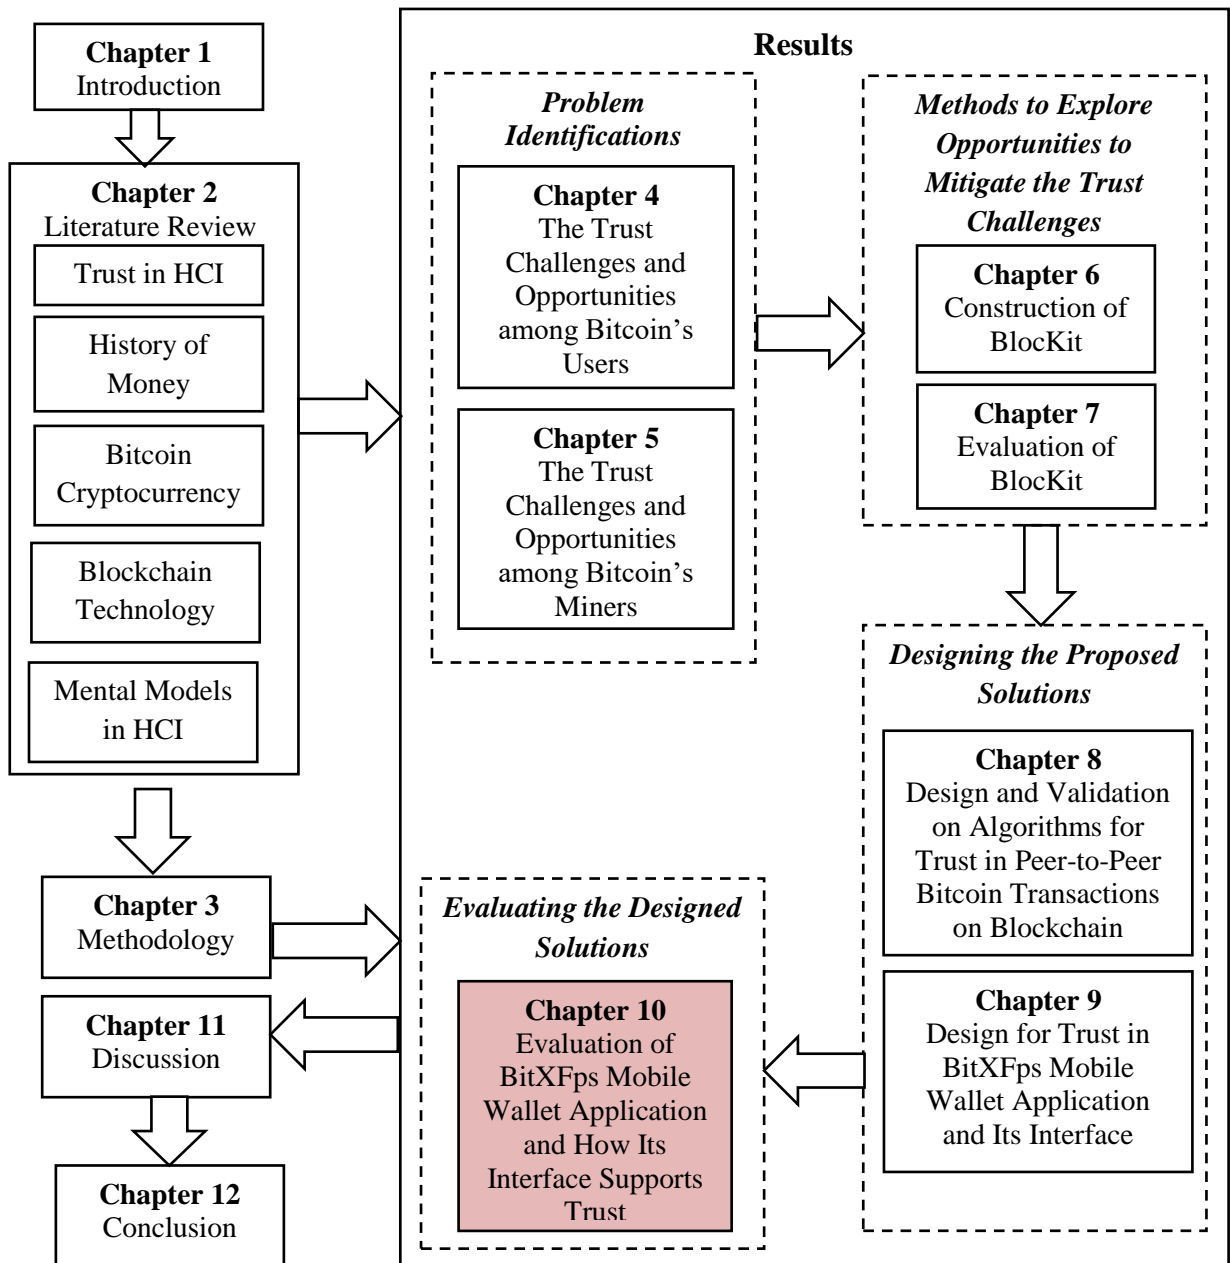 Chapter 1
Introduction
Chapter 2
Literature Review
Trust in HCI
History of
Money
Bitcoin
Cryptocurrency
Blockchain
Technology
Mental Models
in HCI
Chapter 3
Methodology
Results
Problem
Identifications
Chapter 4
The Trust
Challenges and
Opportunities
among Bitcoin's
Users
Chapter 5
The Trust
Challenges and
Opportunities
among Bitcoin's
Miners
Methods to Explore
Opportunities to
Mitigate the Trust
Challenges
Chapter 6
Construction of
BlocKit
Chapter 7
Evaluation of
BlocKit
Designing the Proposed
Solutions
Chapter 8
Design and Validation
on Algorithms for
Trust in Peer-to-Peer
Bitcoin Transactions
on Blockchain
Chapter 9
Design for Trust in
BitXFps Mobile
Wallet Application
and Its Interface
Evaluating the Designed
Solutions
Chapter 10
Evaluation of
BitXFps Mobile
Wallet Application
and How Its
Interface Supports
Trust
Chapter 11
Discussion
Chapter 12
Conclusion